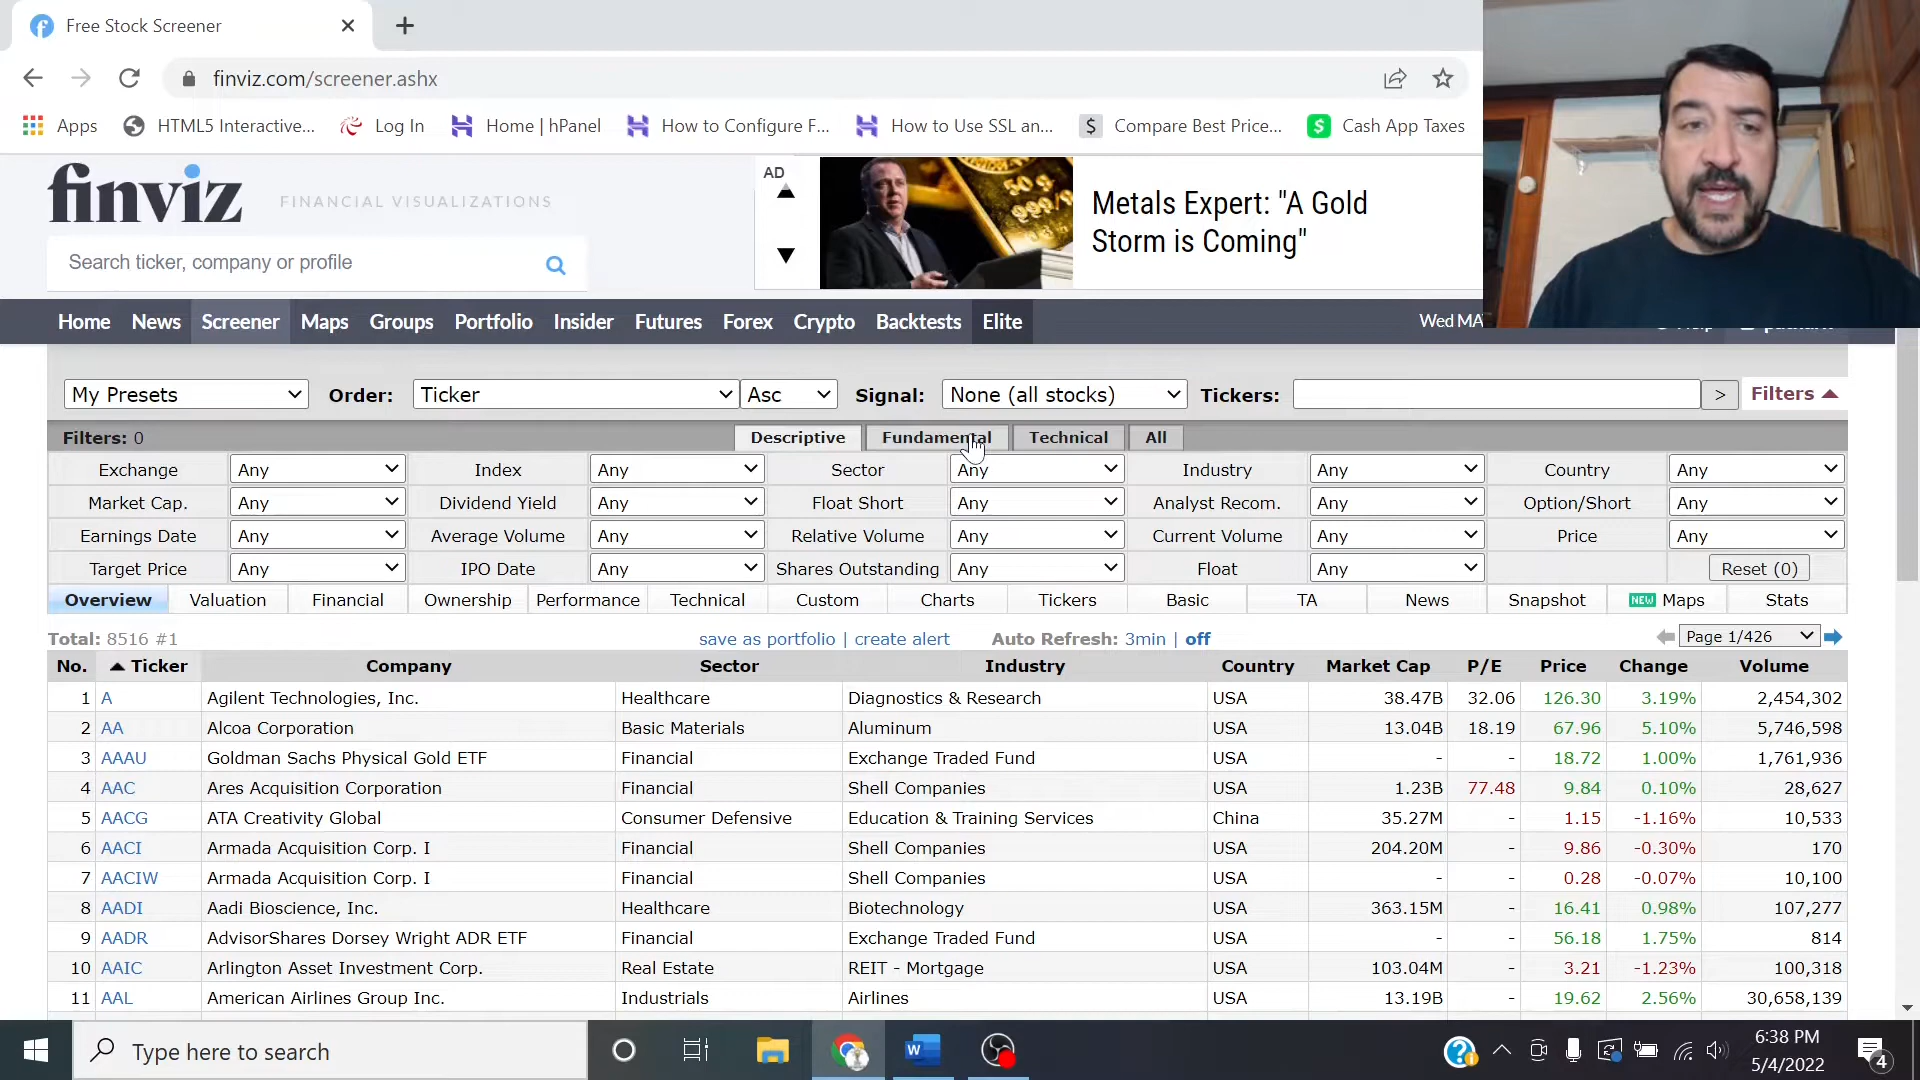 Free Stock Screener
finviz.com/screener.ashx
Apps HTML5 Interactive... Log In Home | hPanel How to Configure F... How to Use SSL an... $ Compare Best Price... $ Cash App Taxes
finviz FINANCIAL VISUALIZATIONS
AD
Metals Expert: "A Gold
Storm is Coming"
Search ticker, company or profile
Home News Screener Maps Groups Portfolio Insider Futures Forex Crypto Backtests Elite Wed
My Presets Order: Ticker Asc Signal: None (all stocks) Tickers: > Filters
Filters: 0 Descriptive Fundamental Technical All
Exchange Any Index Any Sector Any Industry Any Country Any
Market Cap. Any Dividend Yield Any Float Short Any Analyst Recom. Any Option/Short Any
Earnings Date Any Average Volume Any Relative Volume Any Current Volume Any Price Any
Target Price Any IPO Date Any Shares Outstanding Any Float Any Reset (0)
Overview Valuation Financial Ownership Performance Technical Custom Charts Tickers Basic TA News Snapshot NEW Maps Stats
Total: 8516 #1 save as portfolio | create alert Auto Refresh: 3min | off Page 1/426
No. Ticker Company Sector Industry Country Market Cap P/E Price Change Volume
1 A Agilent Technologies, Inc. Healthcare Diagnostics & Research USA 38.47B 32.06 126.30 3.19% 2,454,302
2 AA Alcoa Corporation Basic Materials Aluminum USA 13.04B 18.19 67.96 5.10% 5,746,598
3 AAAU Goldman Sachs Physical Gold ETF Financial Exchange Traded Fund USA - - 18.72 1.00% 1,761,936
4 AAC Ares Acquisition Corporation Financial Shell Companies USA 1.23B 77.48 9.84 0.10% 28,627
5 AACG ATA Creativity Global Consumer Defensive Education & Training Services China 35.27M - 1.15 -1.16% 10,533
6 AACI Armada Acquisition Corp. I Financial Shell Companies USA 204.20M - 9.86 -0.30% 170
7 AACIW Armada Acquisition Corp. I Financial Shell Companies USA - - 0.28 -0.07% 10,100
8 AADI Aadi Bioscience, Inc. Healthcare Biotechnology USA 363.15M - 16.41 0.98% 107,277
9 AADR AdvisorShares Dorsey Wright ADR ETF Financial Exchange Traded Fund USA - - 56.18 1.75% 814
10 AAIC Arlington Asset Investment Corp. Real Estate REIT - Mortgage USA 103.04M - 3.21 -1.23% 100,318
11 AAL American Airlines Group Inc. Industrials Airlines USA 13.19B - 19.62 2.56% 30,658,139
Type here to search
6:38 PM
5/4/2022
4